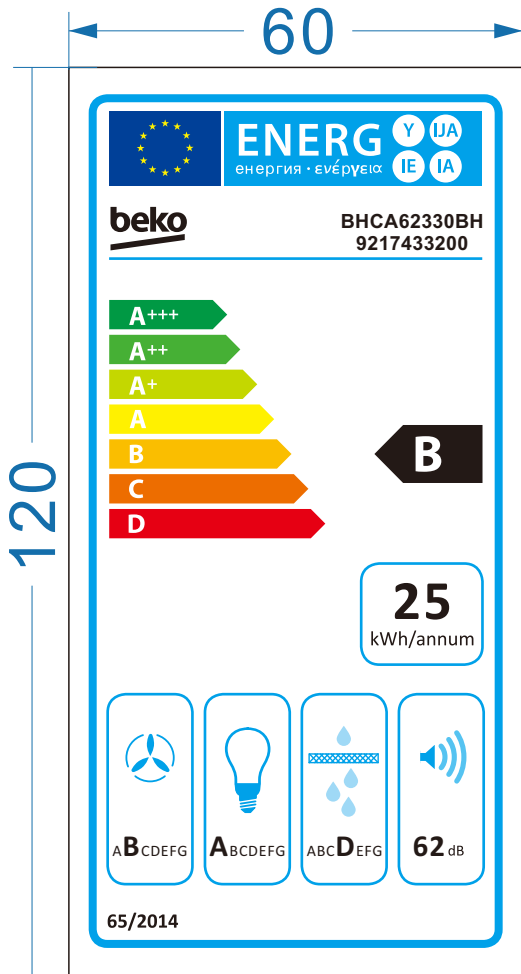 60
120
ENERG Y IJA
енергия · ενέργεια IE IA
beko
BHCA62330BH
9217433200
A+++
A++
A+
A
B
C
D
B
25
kWh/annum
ABCDEFG
ABCDEFG
ABCDEFG
62 dB
65/2014